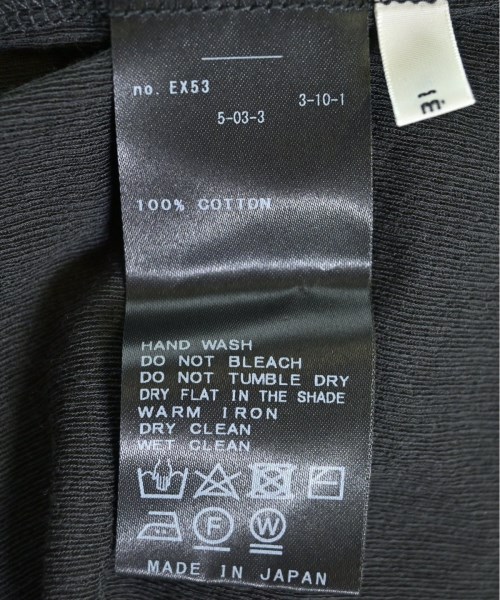 no. EX53
3-10-1
5-03-3
100% COTTON
HAND WASH
DO NOT BLEACH
DO NOT TUMBLE DRY
DRY FLAT IN THE SHADE
WARM IRON
DRY CLEAN
WET CLEAN
F
W
MADE IN JAPAN